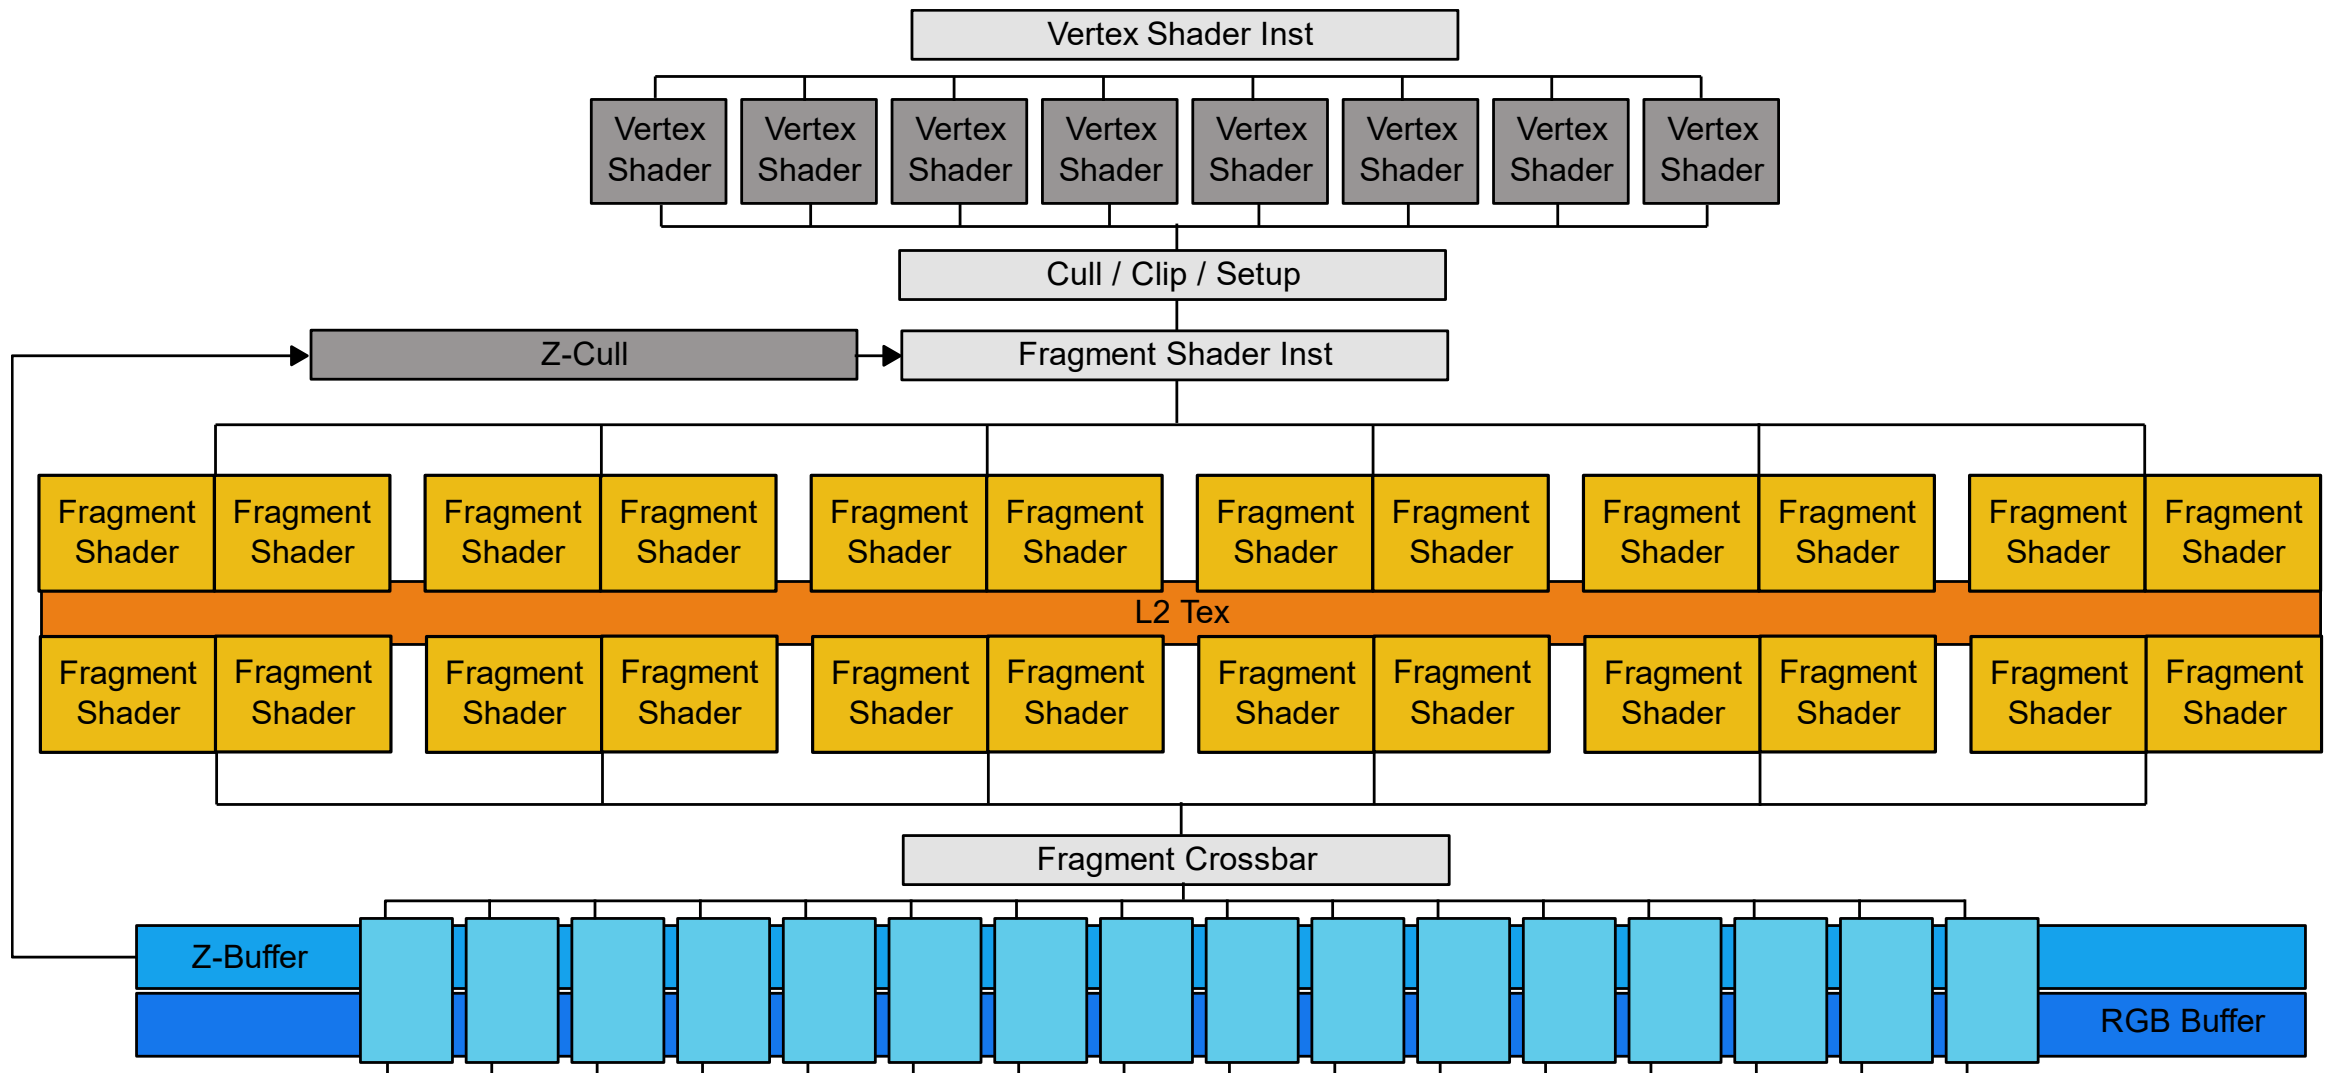 Vertex Shader Inst
Vertex Vertex Vertex Vertex Vertex Vertex Vertex Vertex
Shader Shader Shader Shader Shader Shader Shader Shader
Cull / Clip / Setup
Z-Cull
Fragment Shader Inst
Fragment Fragment Fragment Fragment Fragment Fragment Fragment Fragment Fragment Fragment Fragment Fragment
Shader Shader Shader Shader Shader Shader Shader Shader Shader Shader Shader Shader
L2 Tex
Fragment Fragment Fragment Fragment Fragment Fragment Fragment Fragment Fragment Fragment Fragment Fragment
Shader Shader Shader Shader Shader Shader Shader Shader Shader Shader Shader Shader
Fragment Crossbar
Z-Buffer
RGB Buffer